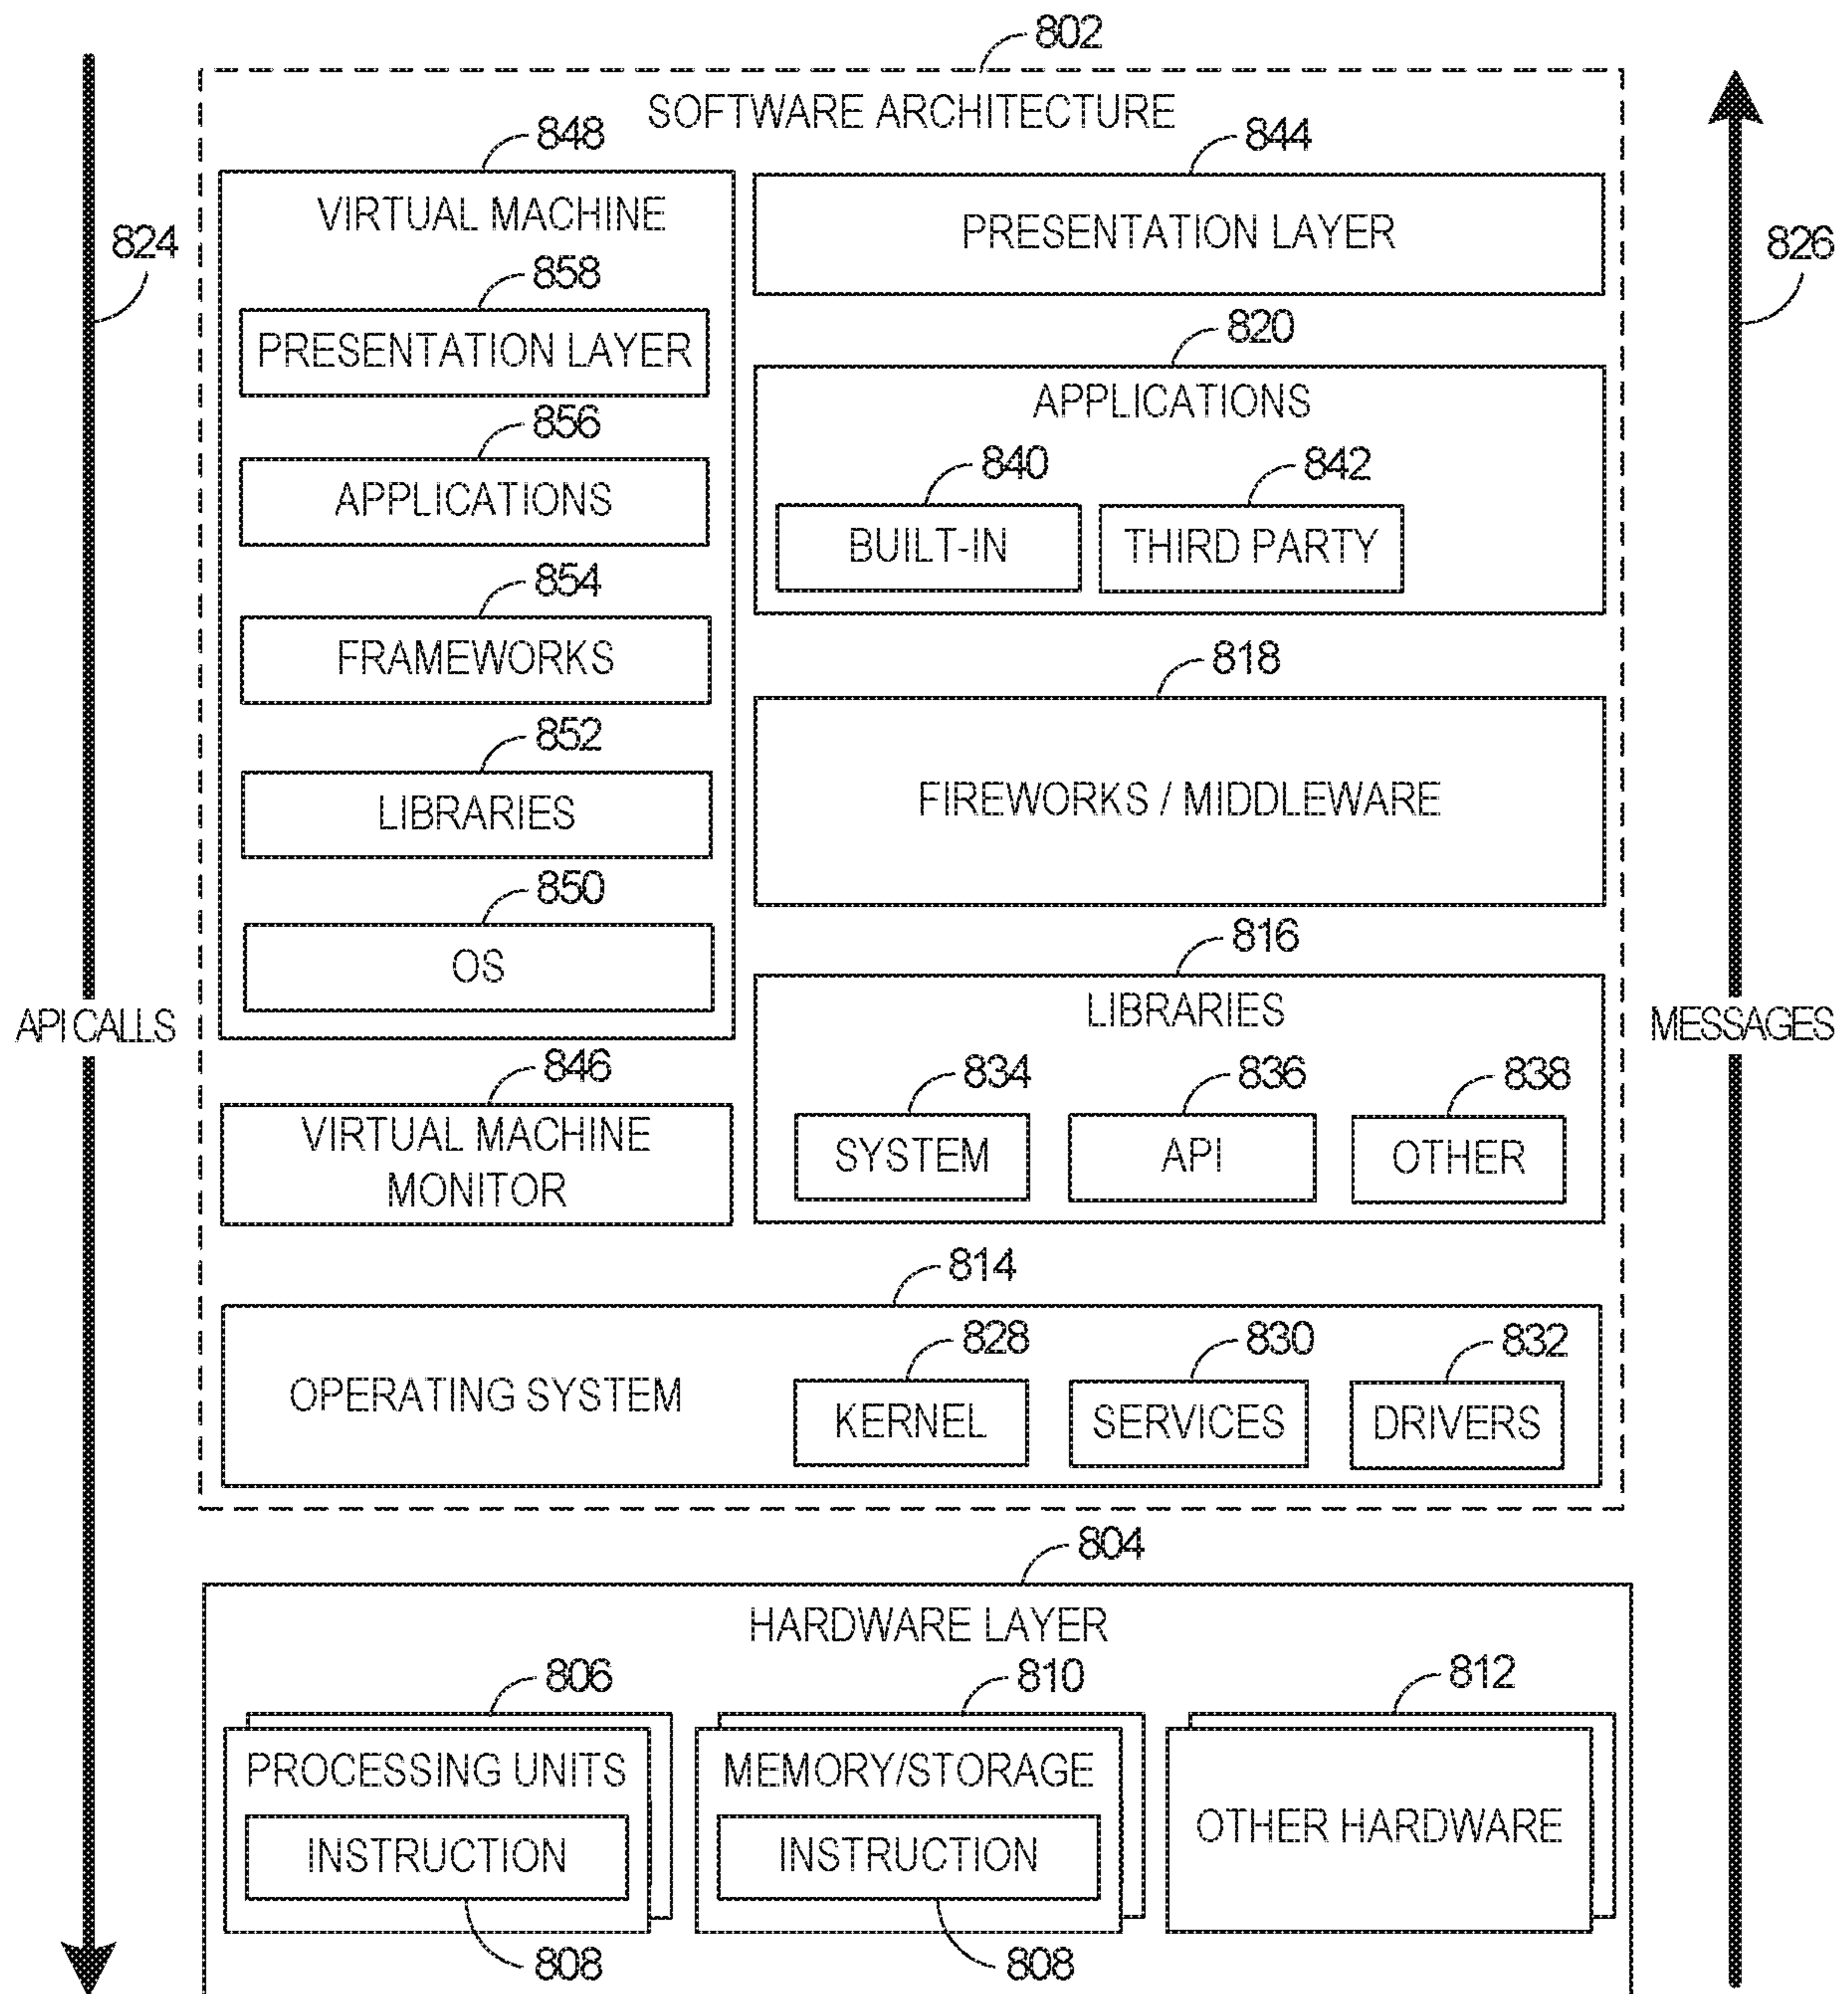 802
SOFTWARE ARCHITECTURE
848
844
VIRTUAL MACHINE
PRESENTATION LAYER
824
826
858
PRESENTATION LAYER
820
APPLICATIONS
856
APPLICATIONS
840
842
BUILT-IN
THIRD PARTY
854
FRAMEWORKS
818
FIREWORKS / MIDDLEWARE
852
LIBRARIES
850
OS
816
LIBRARIES
API CALLS
MESSAGES
846
VIRTUAL MACHINE
MONITOR
834
836
838
SYSTEM
API
OTHER
814
OPERATING SYSTEM
828
830
832
KERNEL
SERVICES
DRIVERS
804
HARDWARE LAYER
806
810
812
PROCESSING UNITS
MEMORY/STORAGE
OTHER HARDWARE
INSTRUCTION
INSTRUCTION
808
808